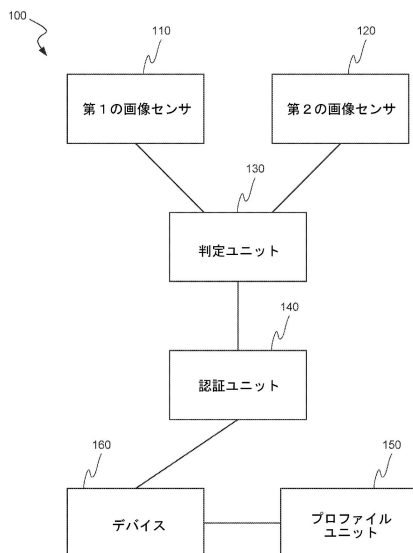 100
110
120
第１の画像センサ
第２の画像センサ
130
判定ユニット
140
認証ユニット
160
150
デバイス
プロファイル
ユニット